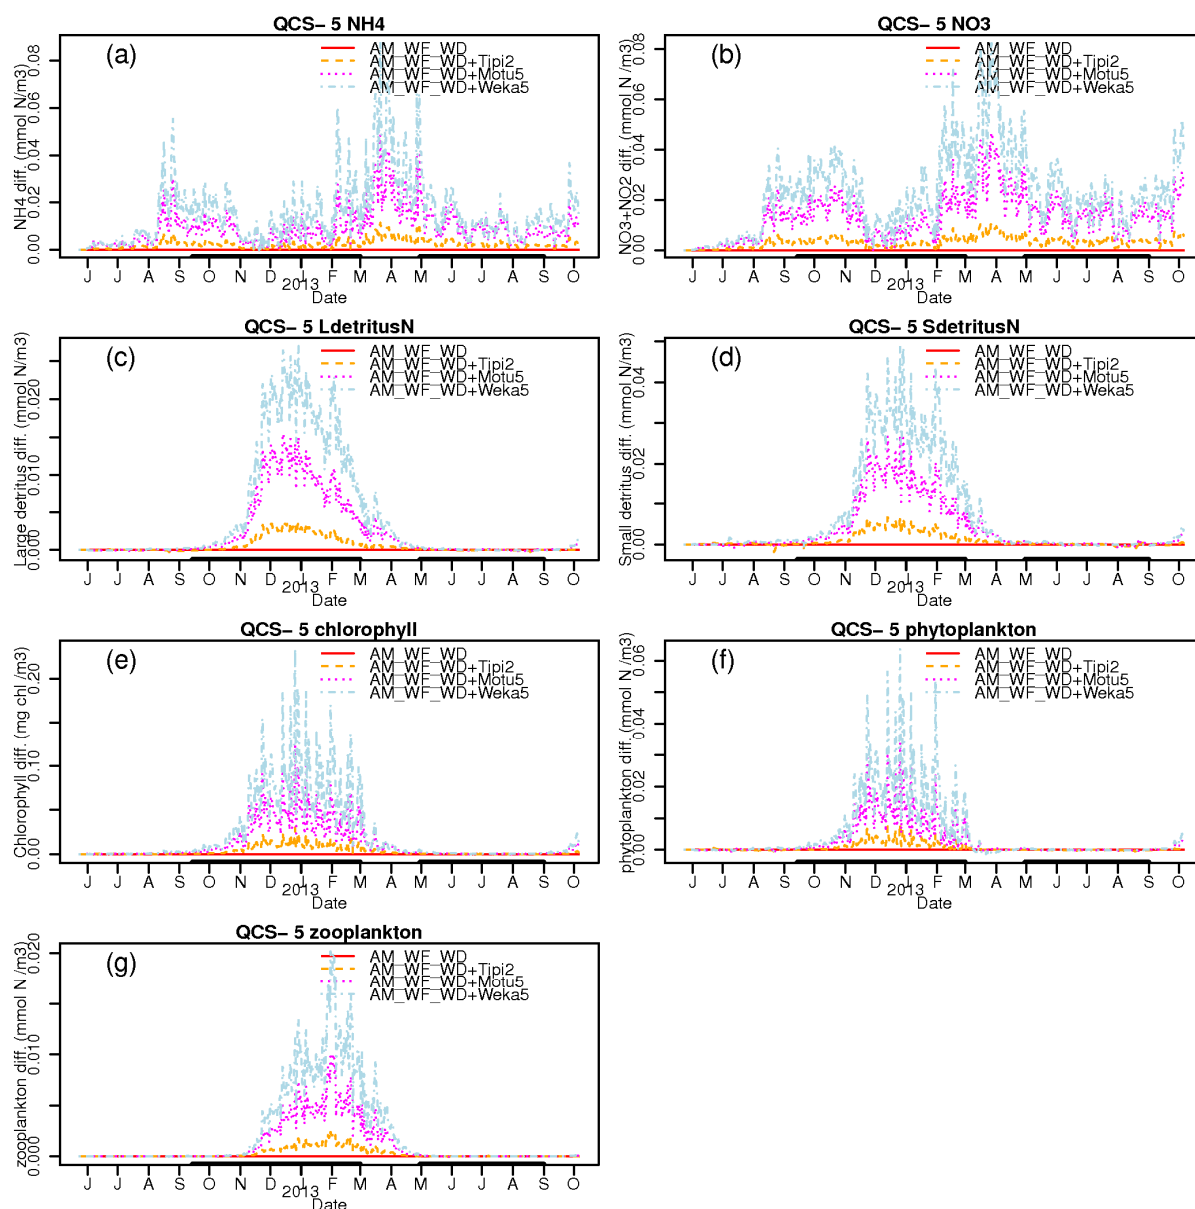 QCS− 5 NH4
(a)
AM_WF_WD
AM_WF_WD+Tipi2
AM_WF_WD+Motu5
AM_WF_WD+Weka5
NH4 diff. (mmol N/m3)
0.00 0.02 0.04 0.06 0.08
J J A S O N D J F M A M J J A S O
2013
Date
QCS− 5 NO3
(b)
AM_WF_WD
AM_WF_WD+Tipi2
AM_WF_WD+Motu5
AM_WF_WD+Weka5
NO3+NO2 diff. (mmol N /m3)
0.00 0.02 0.04 0.06 0.08
J J A S O N D J F M A M J J A S O
2013
Date
QCS− 5 LdetritusN
(c)
AM_WF_WD
AM_WF_WD+Tipi2
AM_WF_WD+Motu5
AM_WF_WD+Weka5
Large detritus diff. (mmol N/m3)
0.000 0.010 0.020
J J A S O N D J F M A M J J A S O
2013
Date
QCS− 5 SdetritusN
(d)
AM_WF_WD
AM_WF_WD+Tipi2
AM_WF_WD+Motu5
AM_WF_WD+Weka5
Small detritus diff. (mmol N/m3)
0.00 0.02 0.04
J J A S O N D J F M A M J J A S O
2013
Date
QCS− 5 chlorophyll
(e)
AM_WF_WD
AM_WF_WD+Tipi2
AM_WF_WD+Motu5
AM_WF_WD+Weka5
Chlorophyll diff. (mg chl /m3)
0.00 0.10 0.20
J J A S O N D J F M A M J J A S O
2013
Date
QCS− 5 phytoplankton
(f)
AM_WF_WD
AM_WF_WD+Tipi2
AM_WF_WD+Motu5
AM_WF_WD+Weka5
phytoplankton diff. (mmol N /m3)
0.00 0.02 0.04 0.06
J J A S O N D J F M A M J J A S O
2013
Date
QCS− 5 zooplankton
(g)
AM_WF_WD
AM_WF_WD+Tipi2
AM_WF_WD+Motu5
AM_WF_WD+Weka5
zooplankton diff. (mmol N /m3)
0.000 0.010 0.020
J J A S O N D J F M A M J J A S O
2013
Date